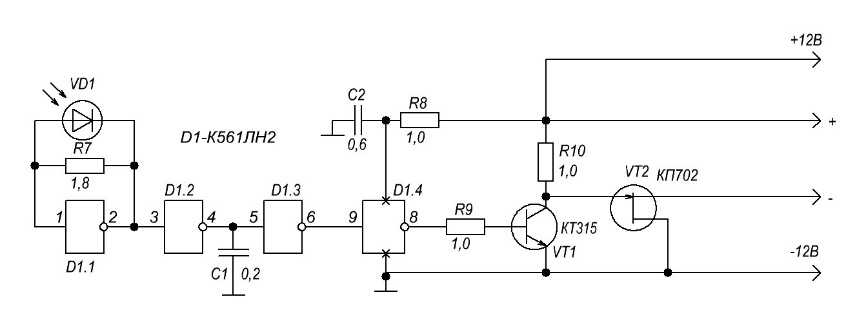 +12В
VD1
C2
R8
+
D1-К561ЛН2
0,6
1,0
R7
R10
1,0
VT2
КП702
1,8
D1.2
D1.3
D1.4
-
1
2
3
4
5
6
9
8
R9
КТ315
1,0
VT1
D1.1
C1
0,2
-12В